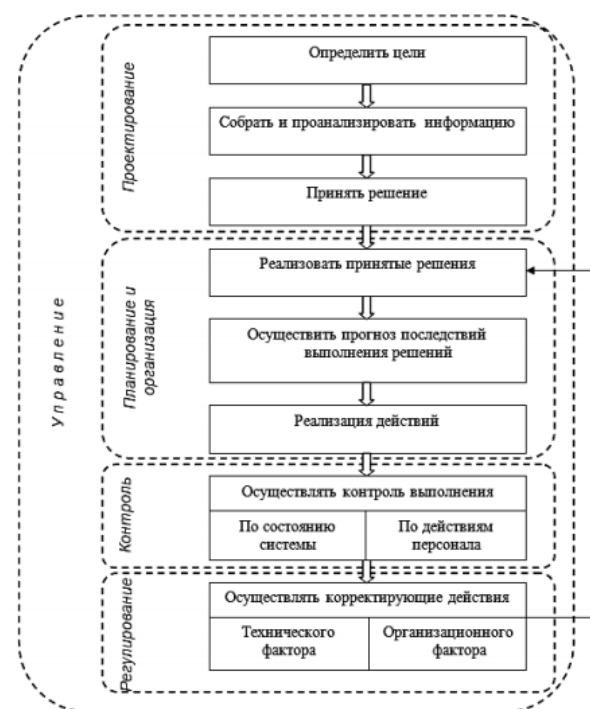 Управление
Проектирование
Определить цели
Собрать и проанализировать информацию
Принять решение
Планирование и
организация
Реализовать принятые решения
Осуществить прогноз последствий
выполнения решений
Реализация действий
Контроль
Осуществлять контроль выполнения
По состоянию
системы
По действиям
персонала
Регулирование
Осуществлять корректирующие действия
Технического
фактора
Организационного
фактора